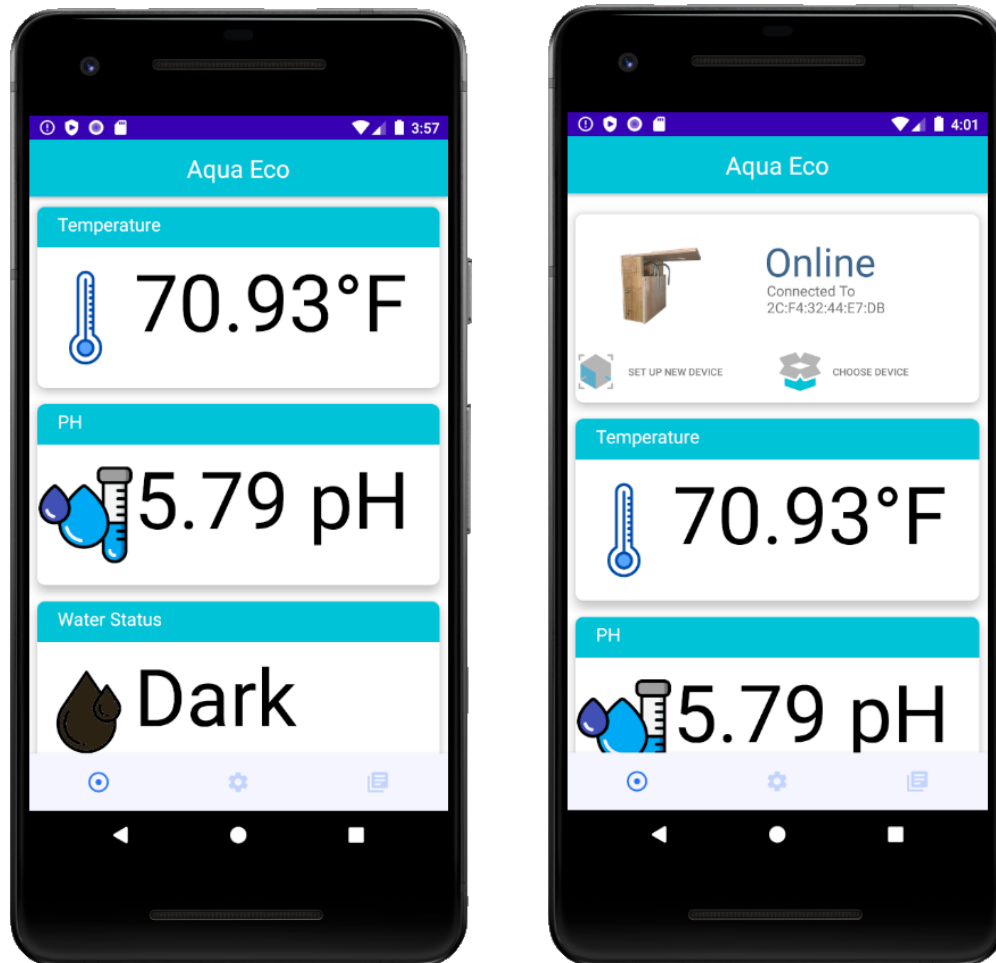 3:57
Aqua Eco
Temperature
70.93°F
PH
5.79 pH
Water Status
Dark
4:01
Aqua Eco
Online
Connected To
2C:F4:32:44:E7:DB
SET UP NEW DEVICE
CHOOSE DEVICE
Temperature
70.93°F
PH
5.79 pH